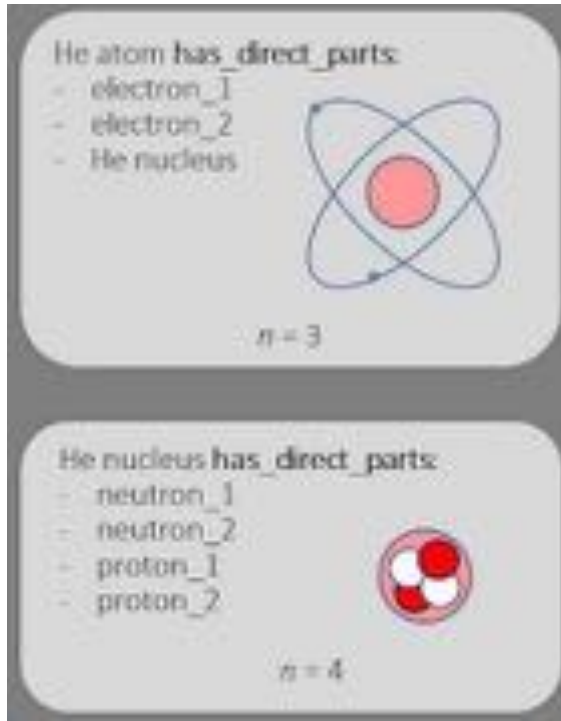 He atom has_direct_parts:
- electron_1
- electron_2
- He nucleus
n = 3
He nucleus has_direct_parts:
- neutron_1
- neutron_2
- proton_1
- proton_2
n = 4